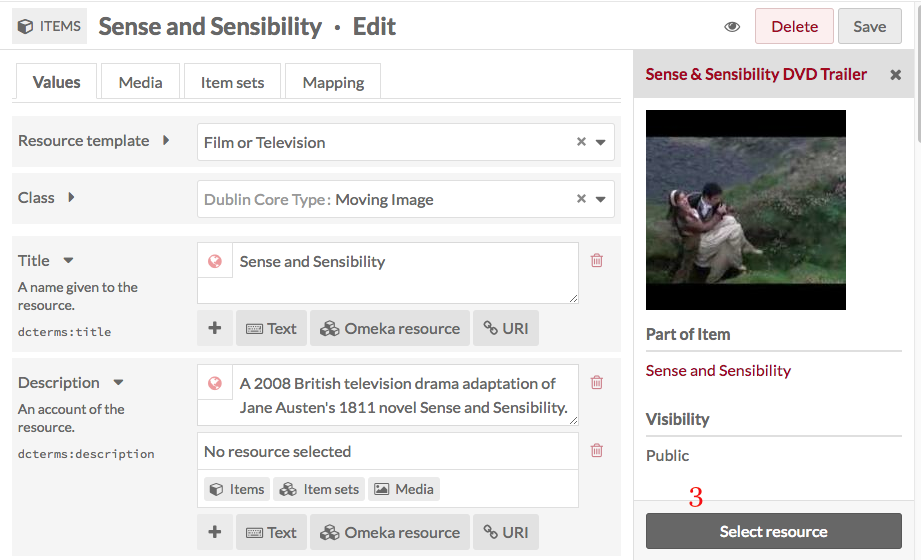 ITEMS Sense and Sensibility · Edit Delete Save
Values Media Item sets Mapping
Resource template Film or Television
Class Dublin Core Type: Moving Image
Title
A name given to the
resource.
dcterms:title
Sense and Sensibility
+ Text Omeka resource URI
Description
An account of the
resource.
dcterms:description
A 2008 British television drama adaptation of
Jane Austen's 1811 novel Sense and Sensibility.
No resource selected
Items Item sets Media
+ Text Omeka resource URI
Sense & Sensibility DVD Trailer
Part of Item
Sense and Sensibility
Visibility
Public
3
Select resource